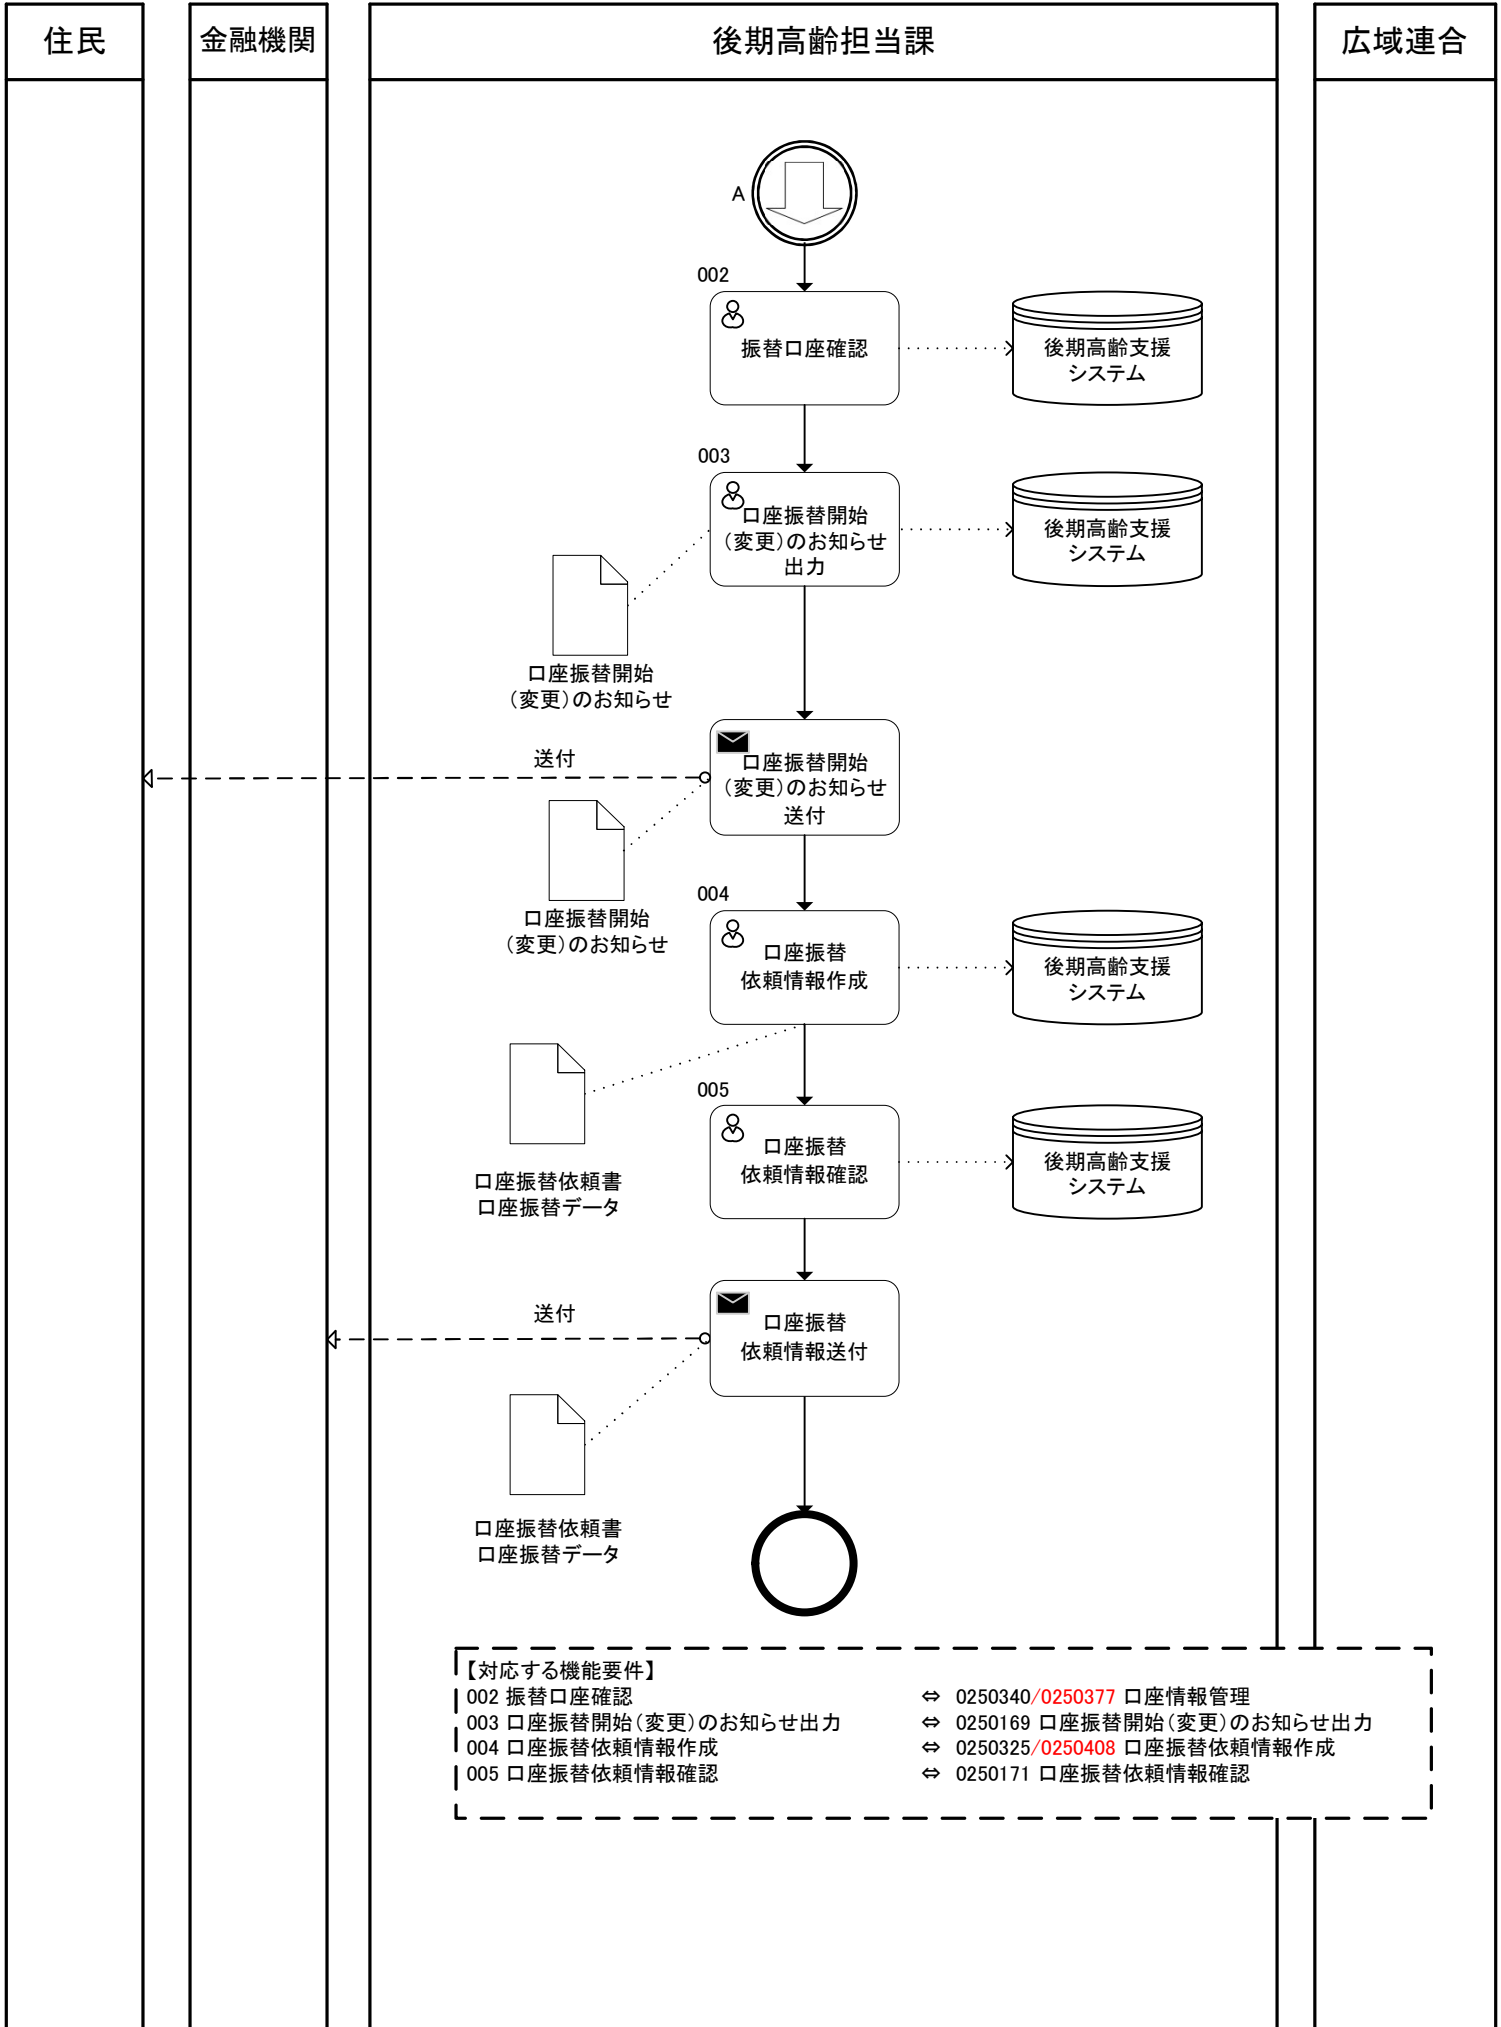 住民
金融機関
後期高齢担当課
広域連合
A
002
振替口座確認
後期高齢支援
システム
003
口座振替開始
（変更）のお知らせ
出力
後期高齢支援
システム
口座振替開始
（変更）のお知らせ
送付
口座振替開始
（変更）のお知らせ
送付
口座振替開始
（変更）のお知らせ
004
口座振替
依頼情報作成
後期高齢支援
システム
005
口座振替
依頼情報確認
後期高齢支援
システム
口座振替依頼書
口座振替データ
送付
口座振替
依頼情報送付
口座振替依頼書
口座振替データ
【対応する機能要件】
002 振替口座確認 ⇔ 0250340/0250377 口座情報管理
003 口座振替開始（変更）のお知らせ出力 ⇔ 0250169 口座振替開始（変更）のお知らせ出力
004 口座振替依頼情報作成 ⇔ 0250325/0250408 口座振替依頼情報作成
005 口座振替依頼情報確認 ⇔ 0250171 口座振替依頼情報確認